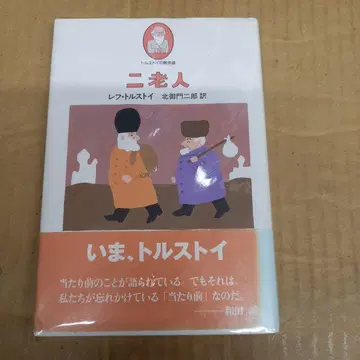 トルストイの散歩道
二老人
レフ・トルストイ 北御門二郎 訳
いま、トルストイ
当たり前のことが語られている でもそれは、
私たちが忘れかけている「当たり前」なのだ。